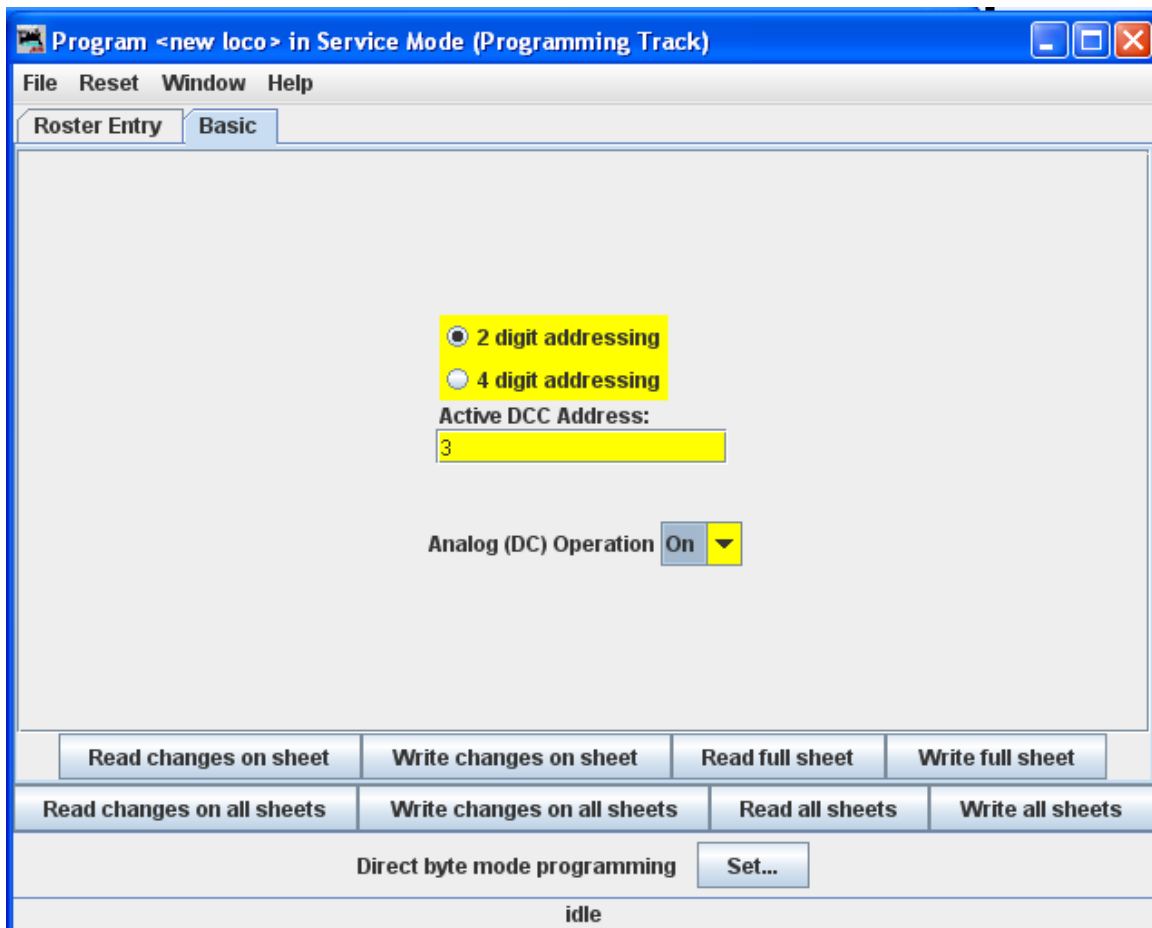 Program <new loco> in Service Mode (Programming Track)
File Reset Window Help
Roster Entry Basic
2 digit addressing
4 digit addressing
Active DCC Address:
3
Analog (DC) Operation On
Read changes on sheet Write changes on sheet Read full sheet Write full sheet
Read changes on all sheets Write changes on all sheets Read all sheets Write all sheets
Direct byte mode programming Set...
idle